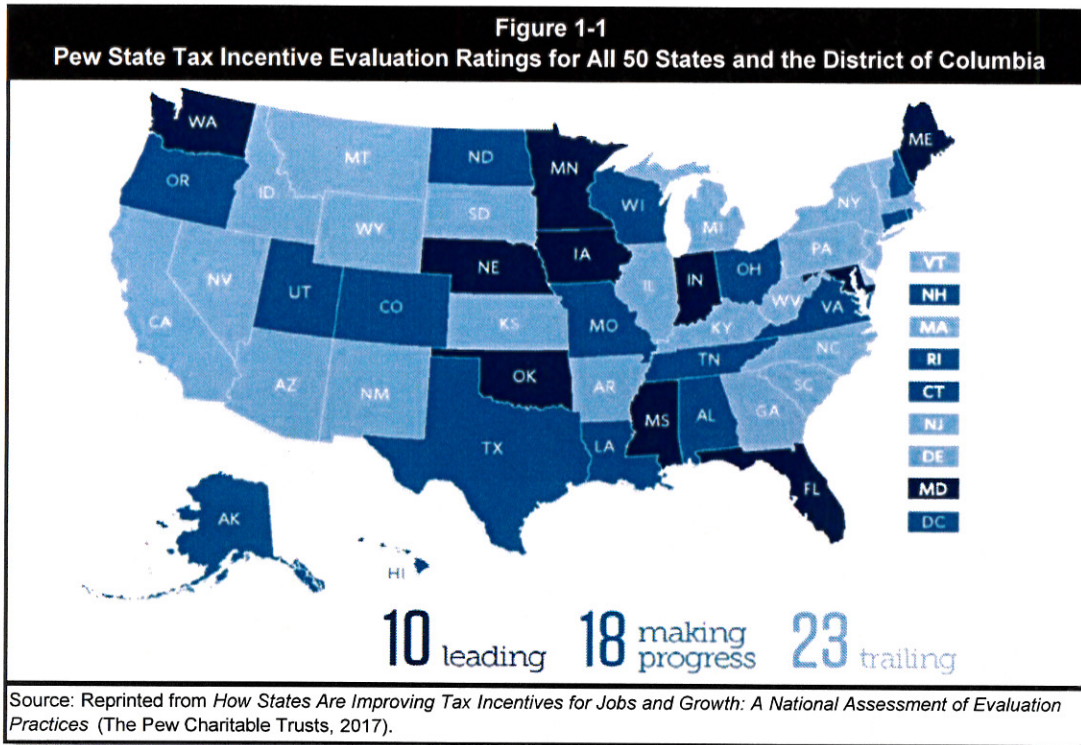 Figure 1-1
Pew State Tax Incentive Evaluation Ratings for All 50 States and the District of Columbia
WA
MT
ND
MN
ME
OR
ID
SD
WI
NY
WY
MI
NE
IA
PA
NV
UT
CO
IL
IN
OH
WV
VA
CA
KS
MO
KY
NC
TN
AZ
NM
OK
AR
SC
MS
AL
GA
TX
LA
FL
AK
HI
VT
NH
MA
RI
CT
NJ
DE
MD
DC
10 leading
18 making progress
23 trailing
Source: Reprinted from How States Are Improving Tax Incentives for Jobs and Growth: A National Assessment of Evaluation
Practices (The Pew Charitable Trusts, 2017).